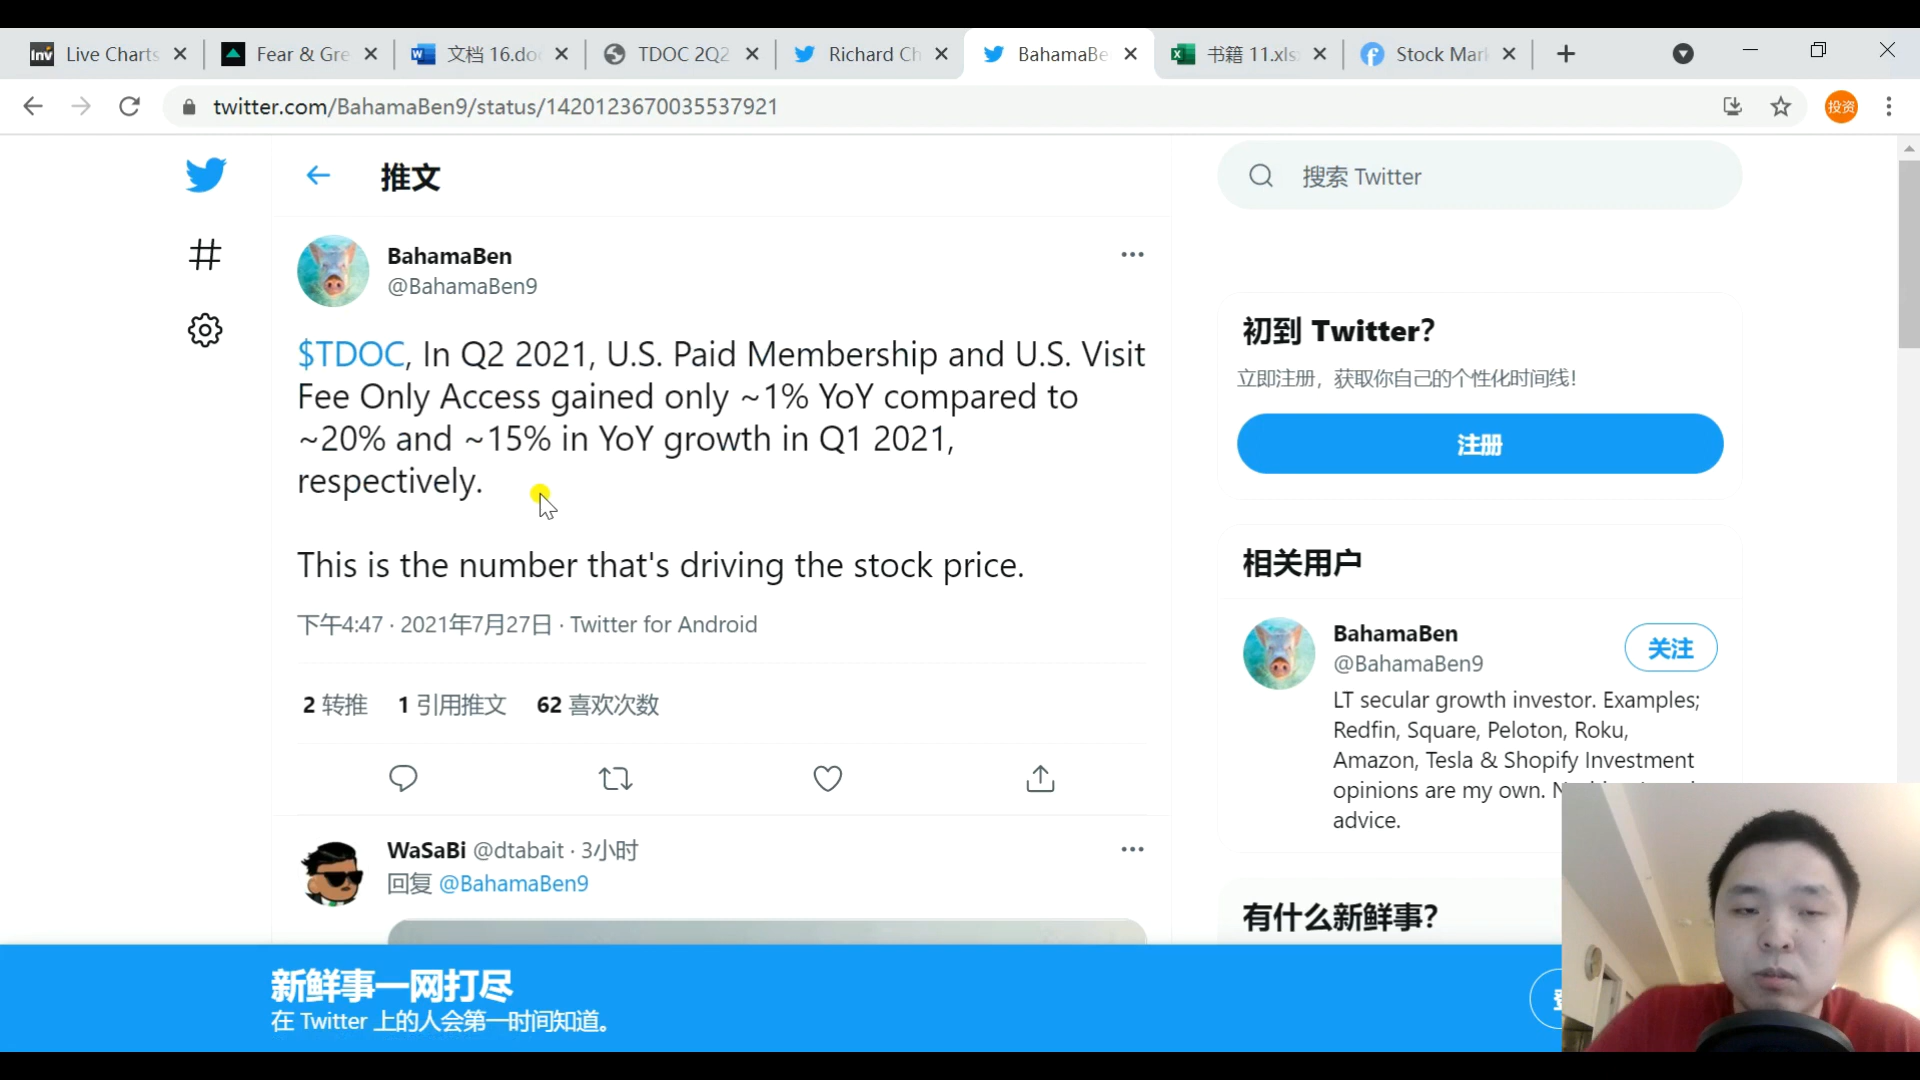 Live Charts
Fear & Gre
文档 16.do
TDOC 2Q2
Richard Ch
BahamaBe
书籍 11.xls
Stock Mark
twitter.com/BahamaBen9/status/1420123670035537921
投资
推文
搜索 Twitter
BahamaBen
@BahamaBen9
$TDOC, In Q2 2021, U.S. Paid Membership and U.S. Visit
Fee Only Access gained only ~1% YoY compared to
~20% and ~15% in YoY growth in Q1 2021,
respectively.
This is the number that's driving the stock price.
下午4:47 · 2021年7月27日 · Twitter for Android
2 转推 1 引用推文 62 喜欢次数
WaSaBi @dtabait · 3小时
回复 @BahamaBen9
初到 Twitter?
立即注册，获取你自己的个性化时间线！
注册
相关用户
BahamaBen
@BahamaBen9
关注
LT secular growth investor. Examples;
Redfin, Square, Peloton, Roku,
Amazon, Tesla & Shopify Investment
opinions are my own.
advice.
有什么新鲜事?
新鲜事一网打尽
在 Twitter 上的人会第一时间知道。